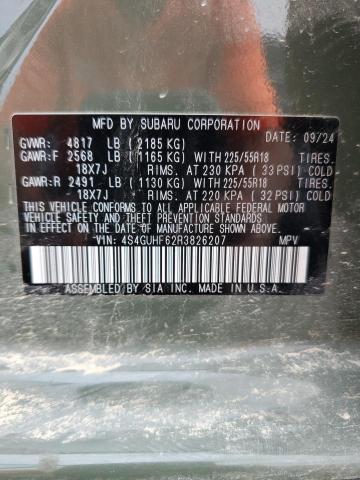 MFD BY SUBARU CORPORATION
DATE: 09/24
GVWR: 4817 LB (2185 KG)
GAWR:F 2568 LB (1165 KG) WITH 225/55R18 TIRES.
18X7J RIMS. AT 230 KPA (33 PSI) COLD
GAWR:R 2491 LB (1130 KG) WITH 225/55R18 TIRES.
18X7J RIMS. AT 220 KPA (32 PSI) COLD
THIS VEHICLE CONFORMS TO ALL APPLICABLE FEDERAL
MOTOR VEHICLE SAFETY AND THEFT PREVENTION STANDARDS
IN EFFECT ON THE DATE OF MANUFACTURE SHOWN ABOVE.
VIN: 4S4GUHF62R3826207 MPV
ASSEMBLED BY SIA INC. MADE IN U.S.A.